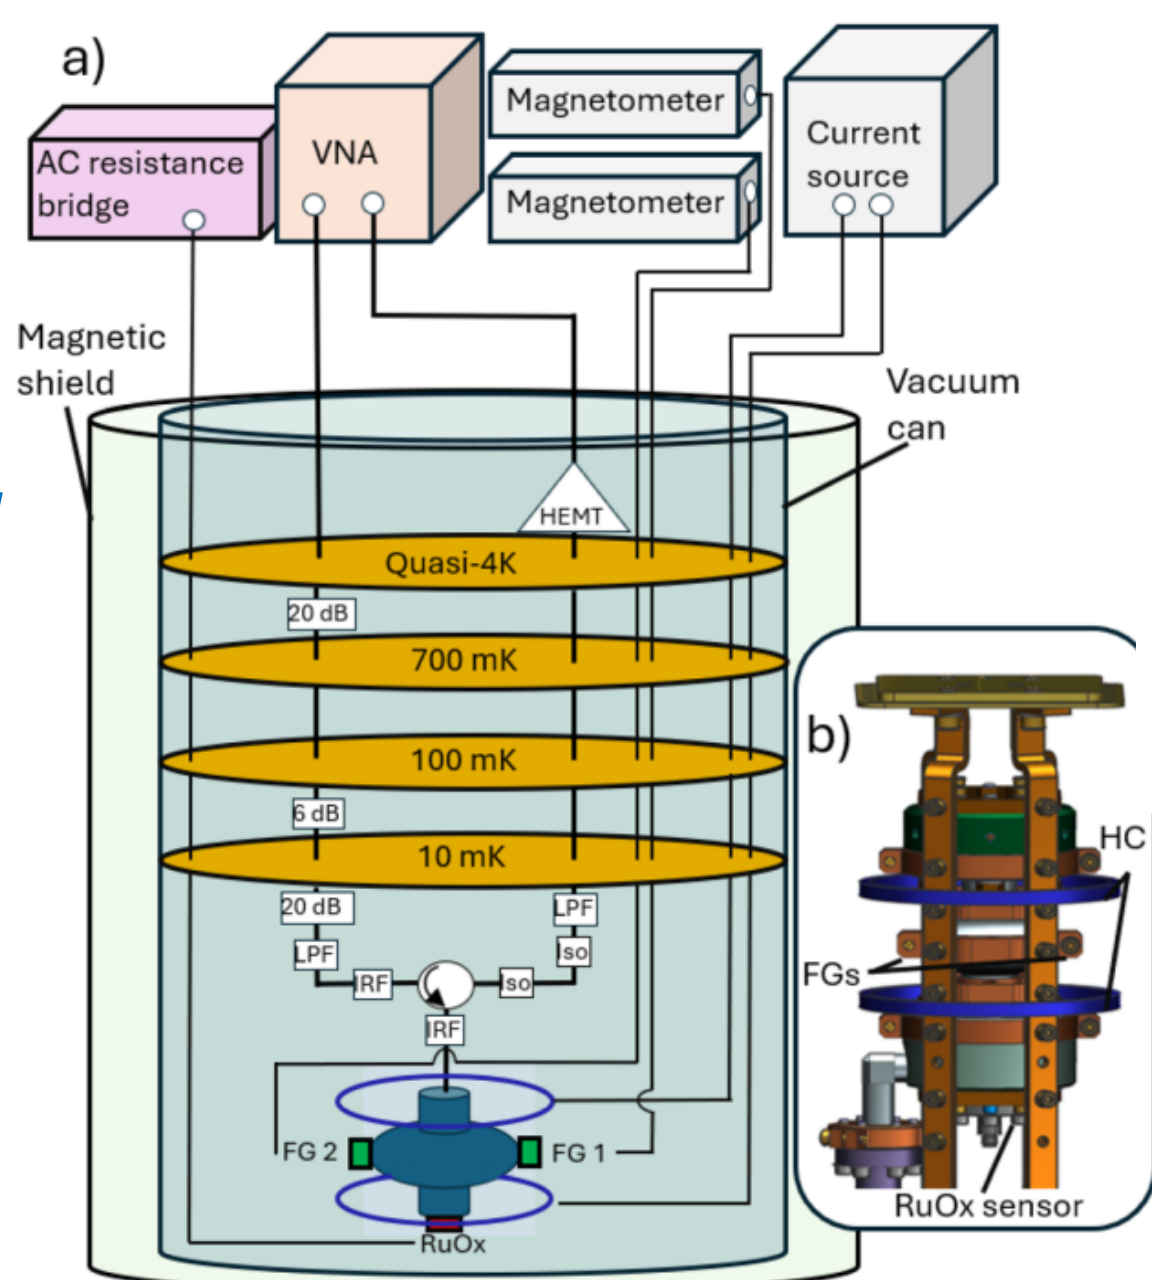 a)
AC resistance
bridge
VNA
Magnetometer
Magnetometer
Current
source
Magnetic
shield
Vacuum
can
HEMT
Quasi-4K
20 dB
700 mK
100 mK
6 dB
10 mK
20 dB
LPF
LPF
Iso
IRF
Iso
IRF
FG 2
FG 1
RuOx
b)
HC
FGs
RuOx sensor